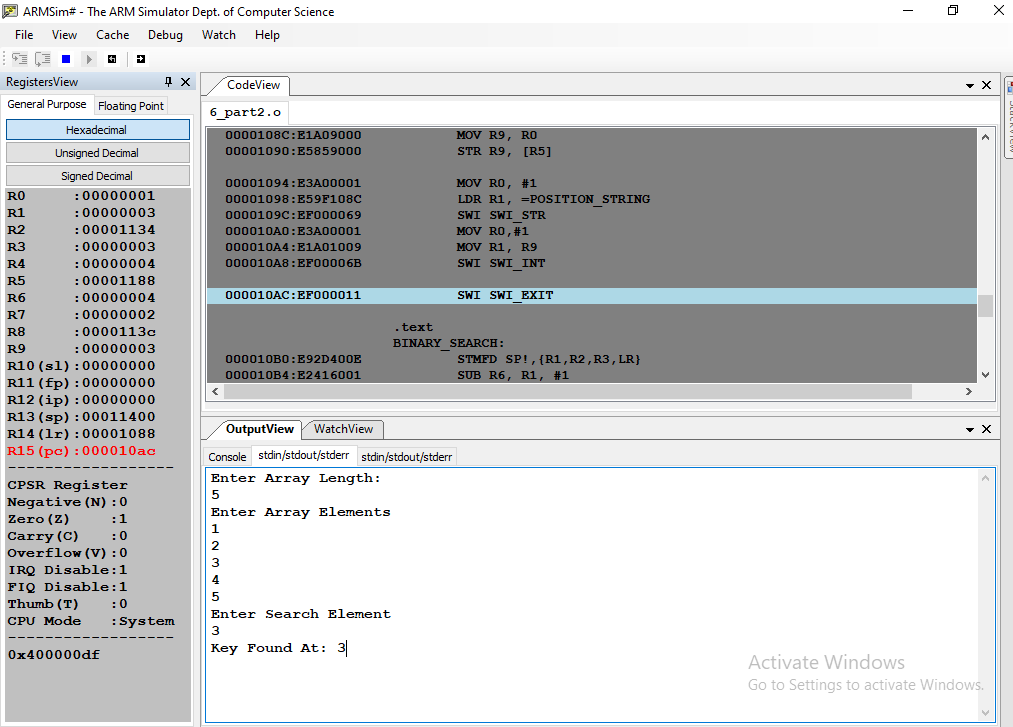 ARMSim# - The ARM Simulator Dept. of Computer Science
File View Cache Debug Watch Help
RegistersView
General Purpose Floating Point
Hexadecimal
Unsigned Decimal
Signed Decimal
R0 :00000001
R1 :00000003
R2 :00001134
R3 :00000003
R4 :00000004
R5 :00001188
R6 :00000004
R7 :00000002
R8 :0000113c
R9 :00000003
R10(sl):00000000
R11(fp):00000000
R12(ip):00000000
R13(sp):00011400
R14(lr):00001088
R15(pc):000010ac
--------------------
CPSR Register
Negative(N):0
Zero(Z) :1
Carry(C) :0
Overflow(V):0
IRQ Disable:1
FIQ Disable:1
Thumb(T) :0
CPU Mode :System
--------------------
0x400000df
CodeView
6_part2.o
0000108C:E1A09000 MOV R9, R0
00001090:E5859000 STR R9, [R5]
00001094:E3A00001 MOV R0, #1
00001098:E59F108C LDR R1, =POSITION_STRING
0000109C:EF000069 SWI SWI_STR
000010A0:E3A00001 MOV R0,#1
000010A4:E1A01009 MOV R1, R9
000010A8:EF00006B SWI SWI_INT
000010AC:EF000011 SWI SWI_EXIT
.text
BINARY_SEARCH:
000010B0:E92D400E STMFD SP!,{R1,R2,R3,LR}
000010B4:E2416001 SUB R6, R1, #1
OutputView WatchView
Console stdin/stdout/stderr stdin/stdout/stderr
Enter Array Length:
5
Enter Array Elements
1
2
3
4
5
Enter Search Element
3
Key Found At: 3
Activate Windows
Go to Settings to activate Windows.